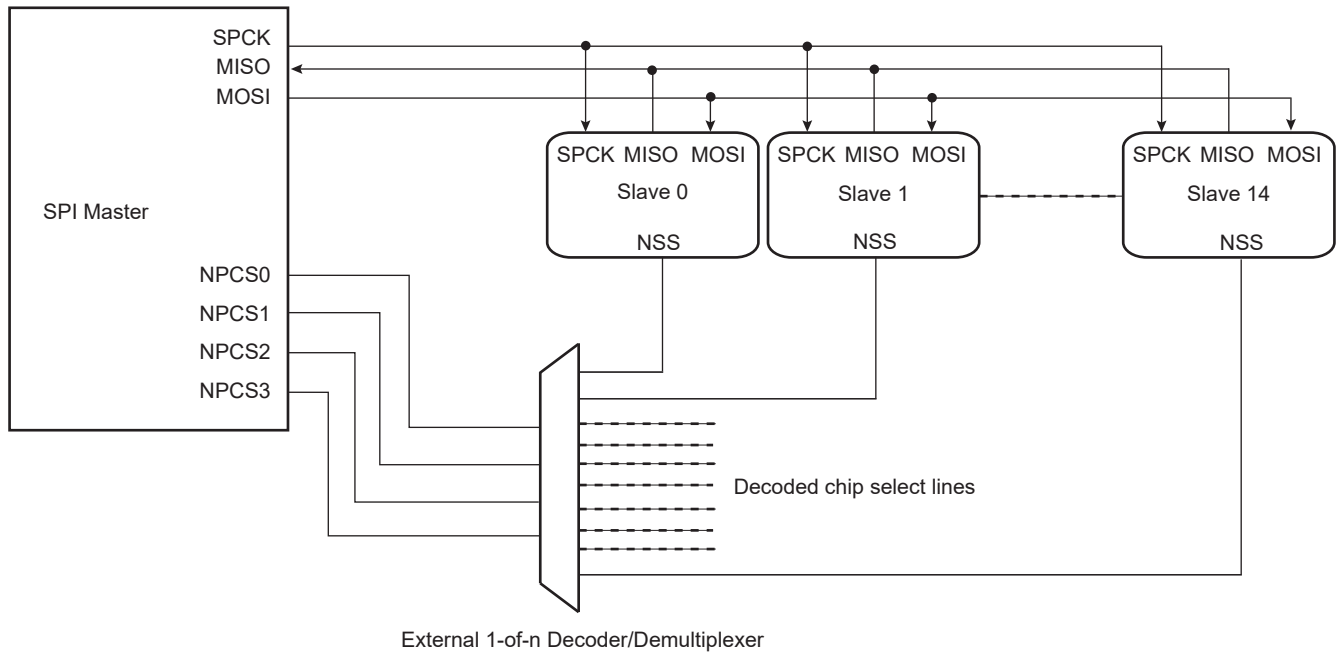 SPCK
MISO
MOSI
SPI Master
NPCS0
NPCS1
NPCS2
NPCS3
SPCK MISO MOSI
Slave 0
NSS
SPCK MISO MOSI
Slave 1
NSS
SPCK MISO MOSI
Slave 14
NSS
Decoded chip select lines
External 1-of-n Decoder/Demultiplexer